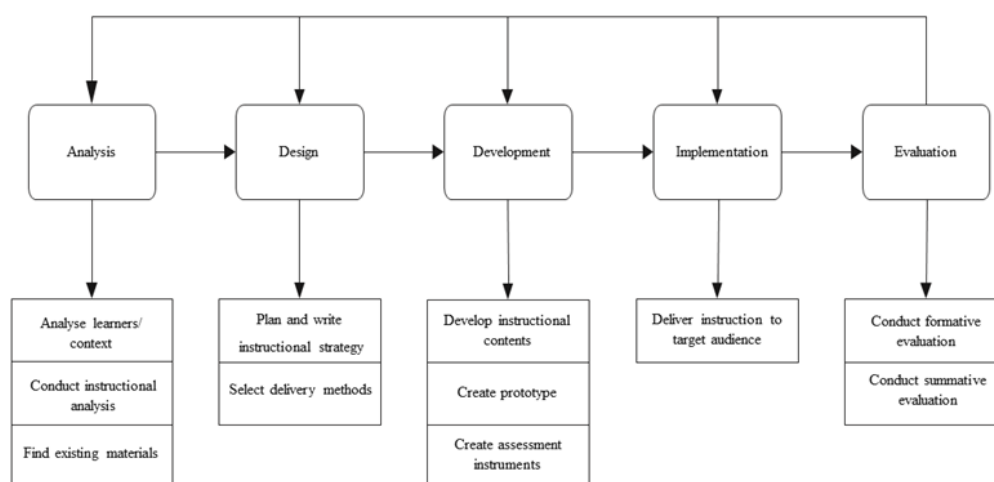 Analysis
Design
Development
Implementation
Evaluation
Analyse learners/
context
Conduct instructional
analysis
Find existing materials
Plan and write
instructional strategy
Select delivery methods
Develop instructional
contents
Create prototype
Create assessment
instruments
Deliver instruction to
target audience
Conduct formative
evaluation
Conduct summative
evaluation